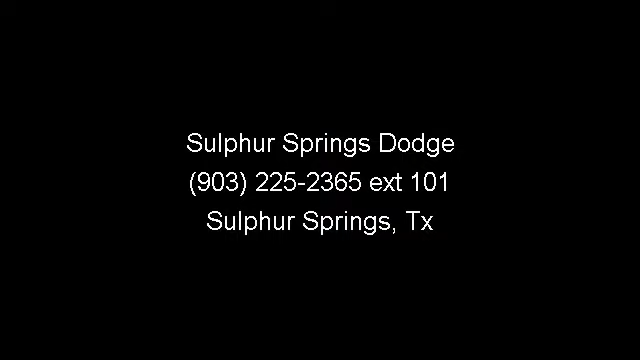 Sulphur Springs Dodge
(903) 225-2365 ext 101
Sulphur Springs, Tx